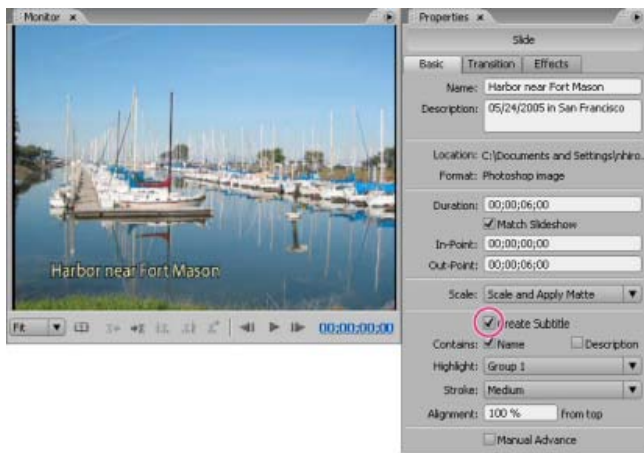 Monitor x
Harbor near Fort Mason
Fit
00;00;00;00
Properties x
Slide
Basic Transition Effects
Name: Harbor near Fort Mason
Description: 05/24/2005 in San Francisco
Location: C:\Documents and Settings\nhiro.
Format: Photoshop image
Duration: 00;00;06;00
Match Slideshow
In-Point: 00;00;00;00
Out-Point: 00;00;06;00
Scale: Scale and Apply Matte
Create Subtitle
Contains: Name Description
Highlight: Group 1
Stroke: Medium
Alignment: 100 % from top
Manual Advance